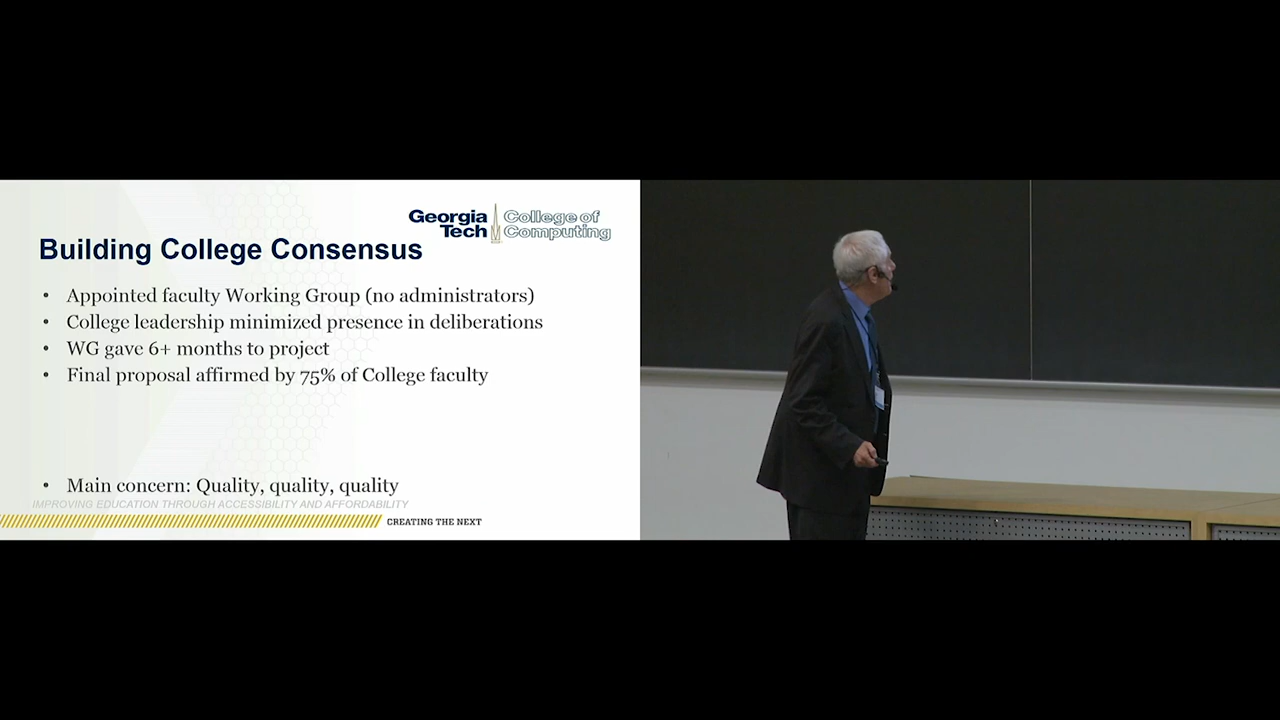 Georgia Tech
College of Computing
Building College Consensus
• Appointed faculty Working Group (no administrators)
• College leadership minimized presence in deliberations
• WG gave 6+ months to project
• Final proposal affirmed by 75% of College faculty
• Main concern: Quality, quality, quality
IMPROVING EDUCATION THROUGH ACCESSIBILITY AND AFFORDABILITY
CREATING THE NEXT